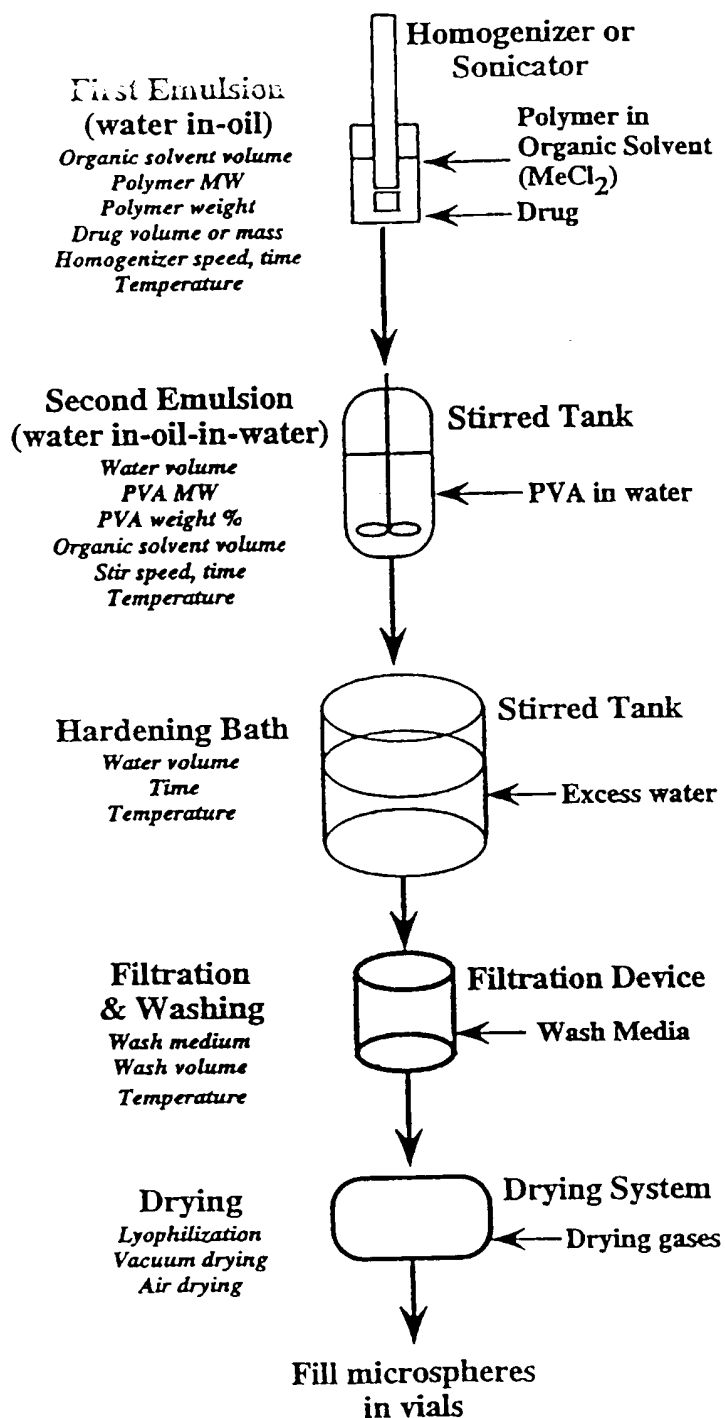 Homogenizer or
Sonicator
First Emulsion
(water in-oil)
Organic solvent volume
Polymer MW
Polymer weight
Drug volume or mass
Homogenizer speed, time
Temperature
Polymer in
Organic Solvent
(MeCl2)
Drug
Second Emulsion
(water in-oil-in-water)
Water volume
PVA MW
PVA weight %
Organic solvent volume
Stir speed, time
Temperature
Stirred Tank
PVA in water
Hardening Bath
Water volume
Time
Temperature
Stirred Tank
Excess water
Filtration
& Washing
Wash medium
Wash volume
Temperature
Filtration Device
Wash Media
Drying
Lyophilization
Vacuum drying
Air drying
Drying System
Drying gases
Fill microspheres
in vials